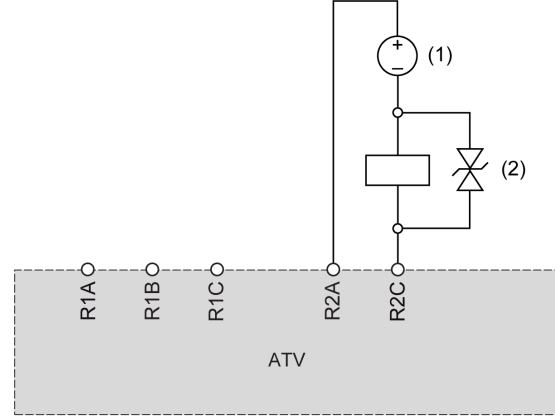 +
(1)
−
(2)
R1A
R1B
R1C
R2A
R2C
ATV